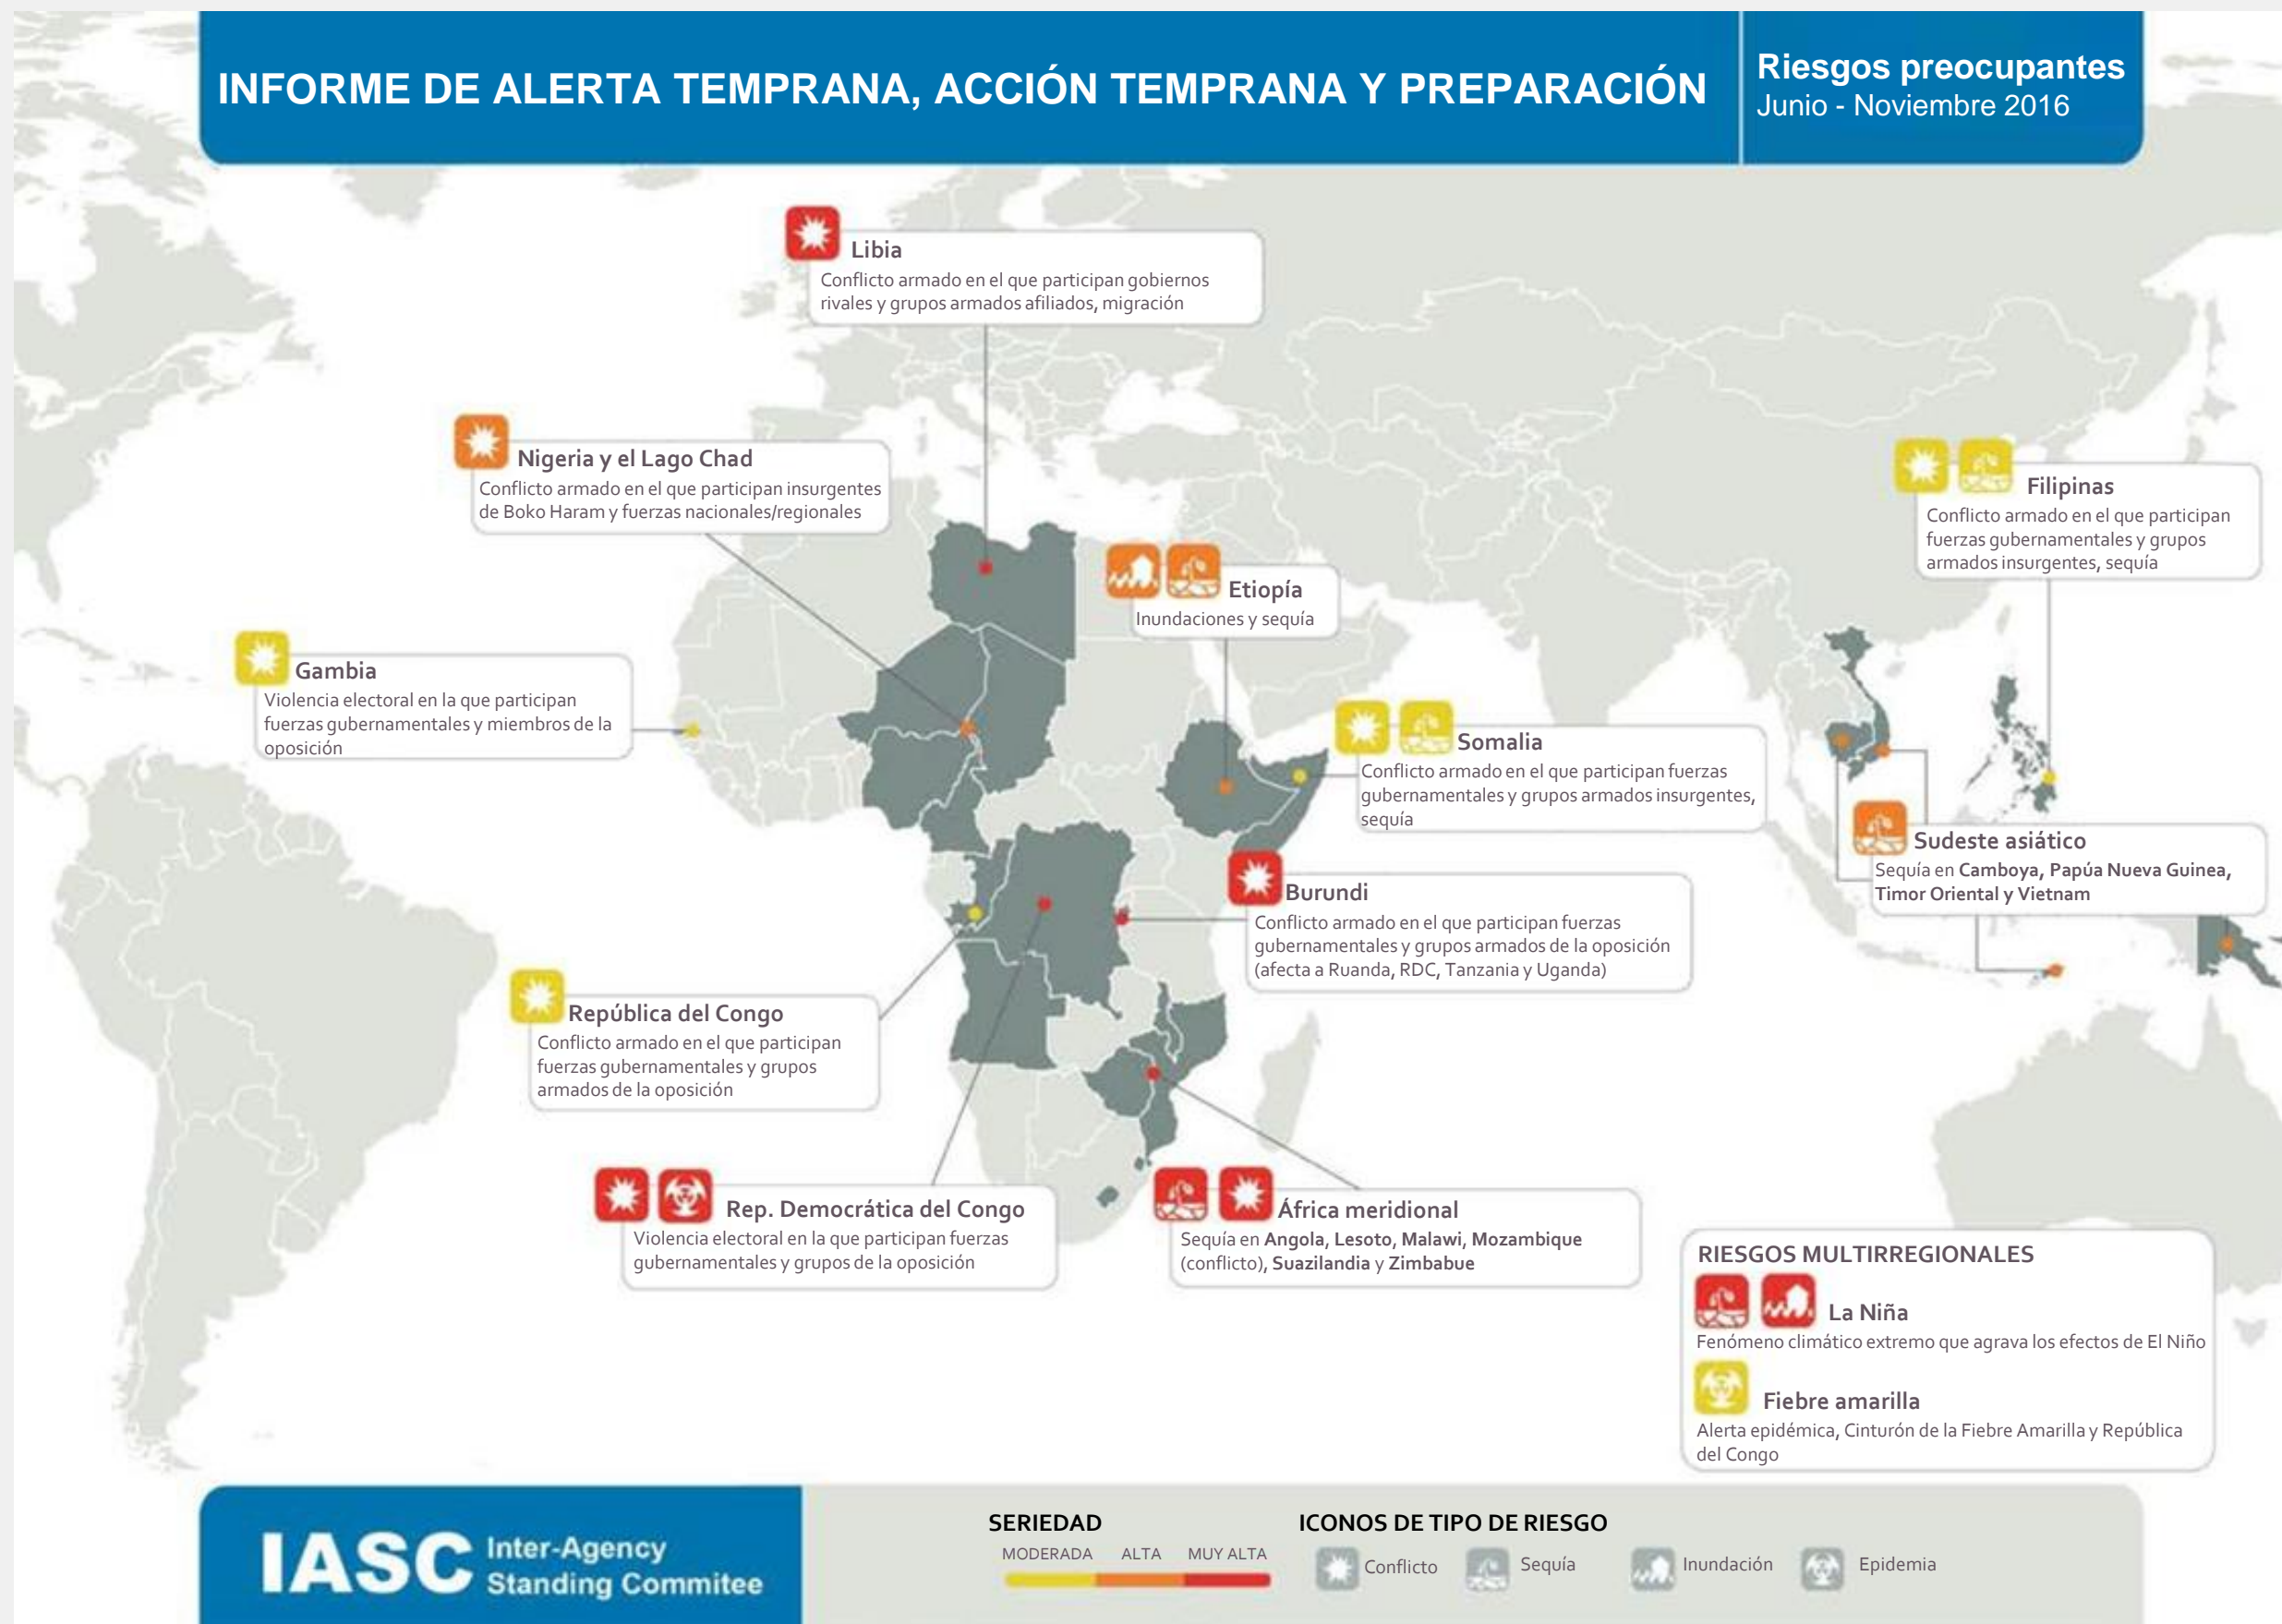 INFORME DE ALERTA TEMPRANA, ACCIÓN TEMPRANA Y PREPARACIÓN
Riesgos preocupantes
Junio - Noviembre 2016
Libia
Conflicto armado en el que participan gobiernos
rivales y grupos armados afiliados, migración
Nigeria y el Lago Chad
Conflicto armado en el que participan insurgentes
de Boko Haram y fuerzas nacionales/regionales
Filipinas
Conflicto armado en el que participan
fuerzas gubernamentales y grupos
armados insurgentes, sequía
Etiopía
Inundaciones y sequía
Gambia
Violencia electoral en la que participan
fuerzas gubernamentales y miembros de la
oposición
Somalia
Conflicto armado en el que participan fuerzas
gubernamentales y grupos armados insurgentes,
sequía
Sudeste asiático
Sequía en Camboya, Papúa Nueva Guinea,
Timor Oriental y Vietnam
Burundi
Conflicto armado en el que participan fuerzas
gubernamentales y grupos armados de la oposición
(afecta a Ruanda, RDC, Tanzania y Uganda)
República del Congo
Conflicto armado en el que participan
fuerzas gubernamentales y grupos
armados de la oposición
Rep. Democrática del Congo
Violencia electoral en la que participan fuerzas
gubernamentales y grupos de la oposición
África meridional
Sequía en Angola, Lesoto, Malawi, Mozambique
(conflicto), Suazilandia y Zimbabue
RIESGOS MULTIRREGIONALES
La Niña
Fenómeno climático extremo que agrava los efectos de El Niño
Fiebre amarilla
Alerta epidémica, Cinturón de la Fiebre Amarilla y República
del Congo
IASC Inter-Agency
Standing Commitee
SERIEDAD
MODERADA ALTA MUY ALTA
ICONOS DE TIPO DE RIESGO
Conflicto Sequía Inundación Epidemia